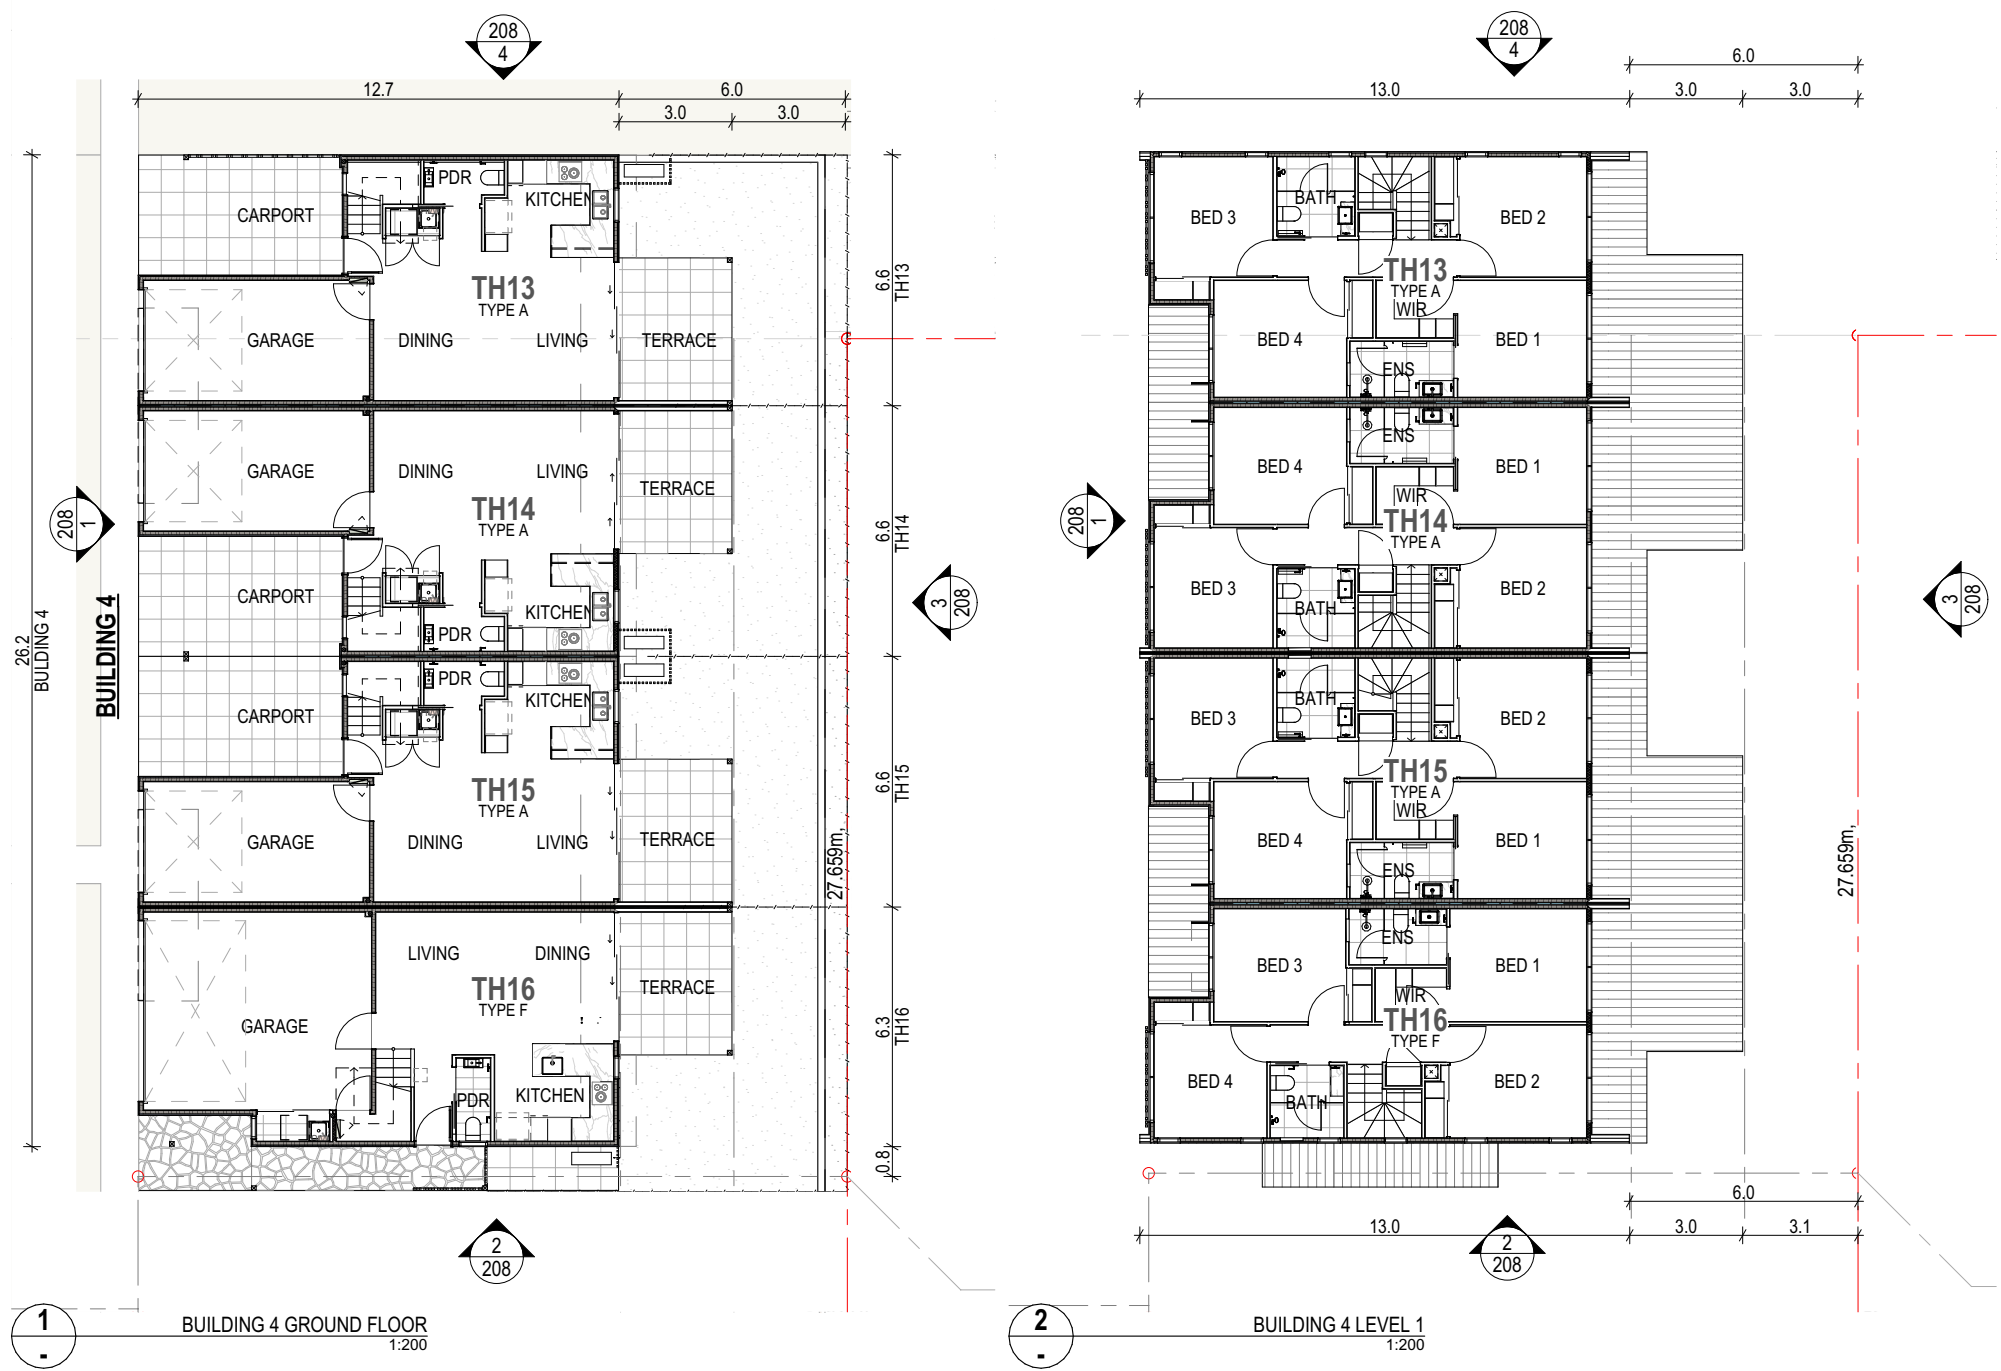 208
4
12.7
6.0
3.0
3.0
CARPORT
PDR
KITCHEN
TH13
TYPE A
GARAGE
DINING
LIVING
TERRACE
6.6
TH13
GARAGE
DINING
LIVING
TERRACE
TH14
TYPE A
6.6
TH14
208
1
CARPORT
PDR
KITCHEN
26.2
BUILDING 4
BUILDING 4
3
208
CARPORT
PDR
KITCHEN
TH15
TYPE A
GARAGE
DINING
LIVING
TERRACE
6.6
TH15
27.659m,
LIVING
DINING
TH16
TYPE F
TERRACE
GARAGE
PDR
KITCHEN
6.3
TH16
0.8
2
208
1
-
BUILDING 4 GROUND FLOOR
1:200
208
4
6.0
13.0
3.0
3.0
BED 3
BATH
BED 2
TH13
TYPE A
WIR
BED 4
BED 1
ENS
ENS
BED 4
BED 1
WIR
TH14
TYPE A
208
1
BED 3
BATH
BED 2
3
208
BED 3
BATH
BED 2
TH15
TYPE A
WIR
BED 4
BED 1
ENS
27.659m,
ENS
BED 3
BED 1
WIR
TH16
TYPE F
BED 4
BATH
BED 2
6.0
13.0
3.0
3.1
2
208
2
-
BUILDING 4 LEVEL 1
1:200